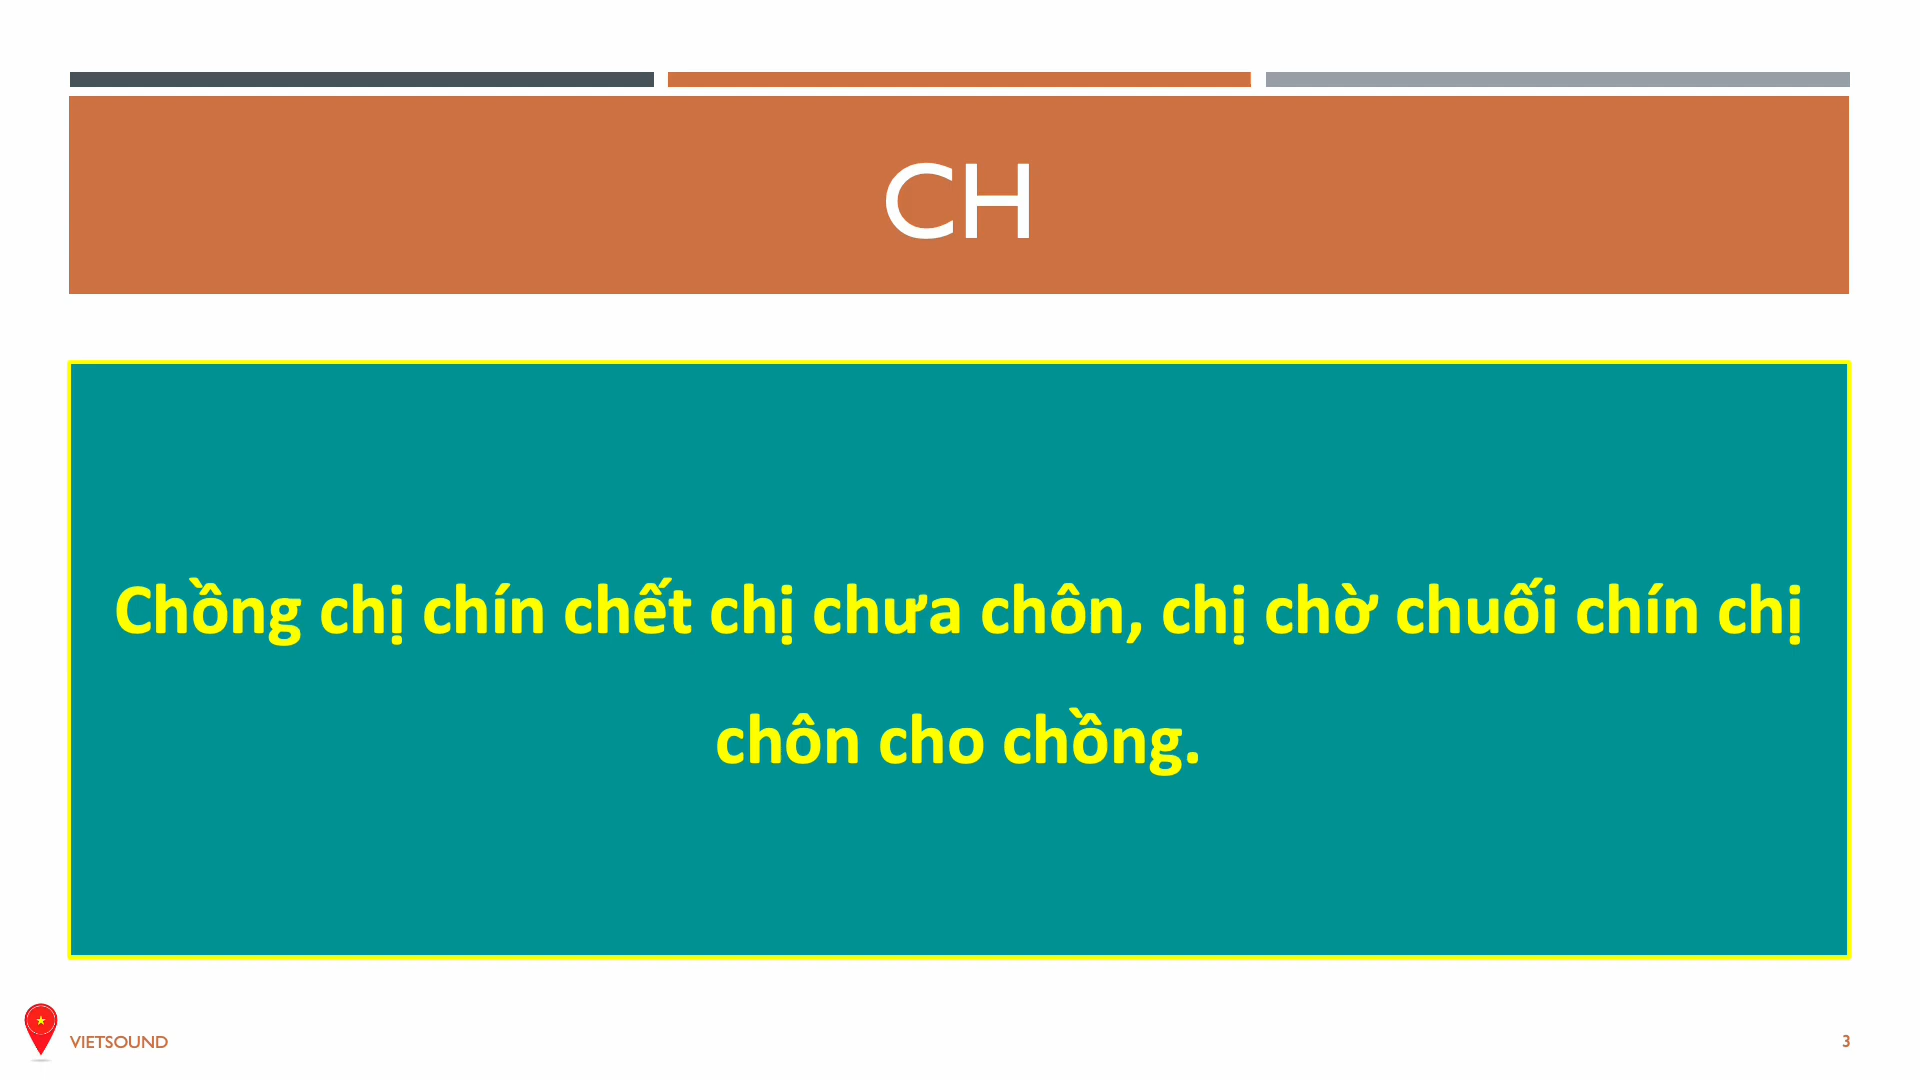 CH
Chồng chị chín chết chị chưa chôn, chị chờ chuối chín chị
chôn cho chồng.
VIETSOUND
3